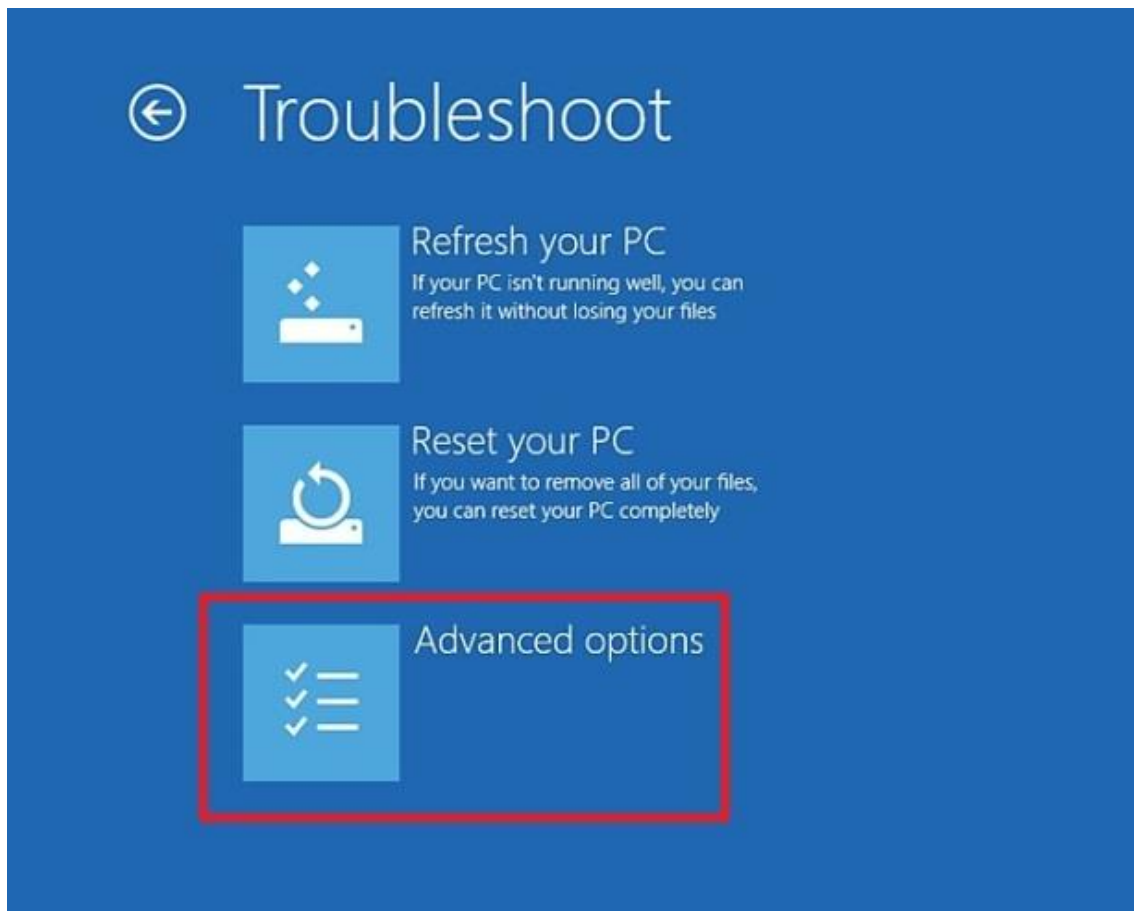 Troubleshoot
Refresh your PC
If your PC isn't running well, you can
refresh it without losing your files
Reset your PC
If you want to remove all of your files,
you can reset your PC completely
Advanced options